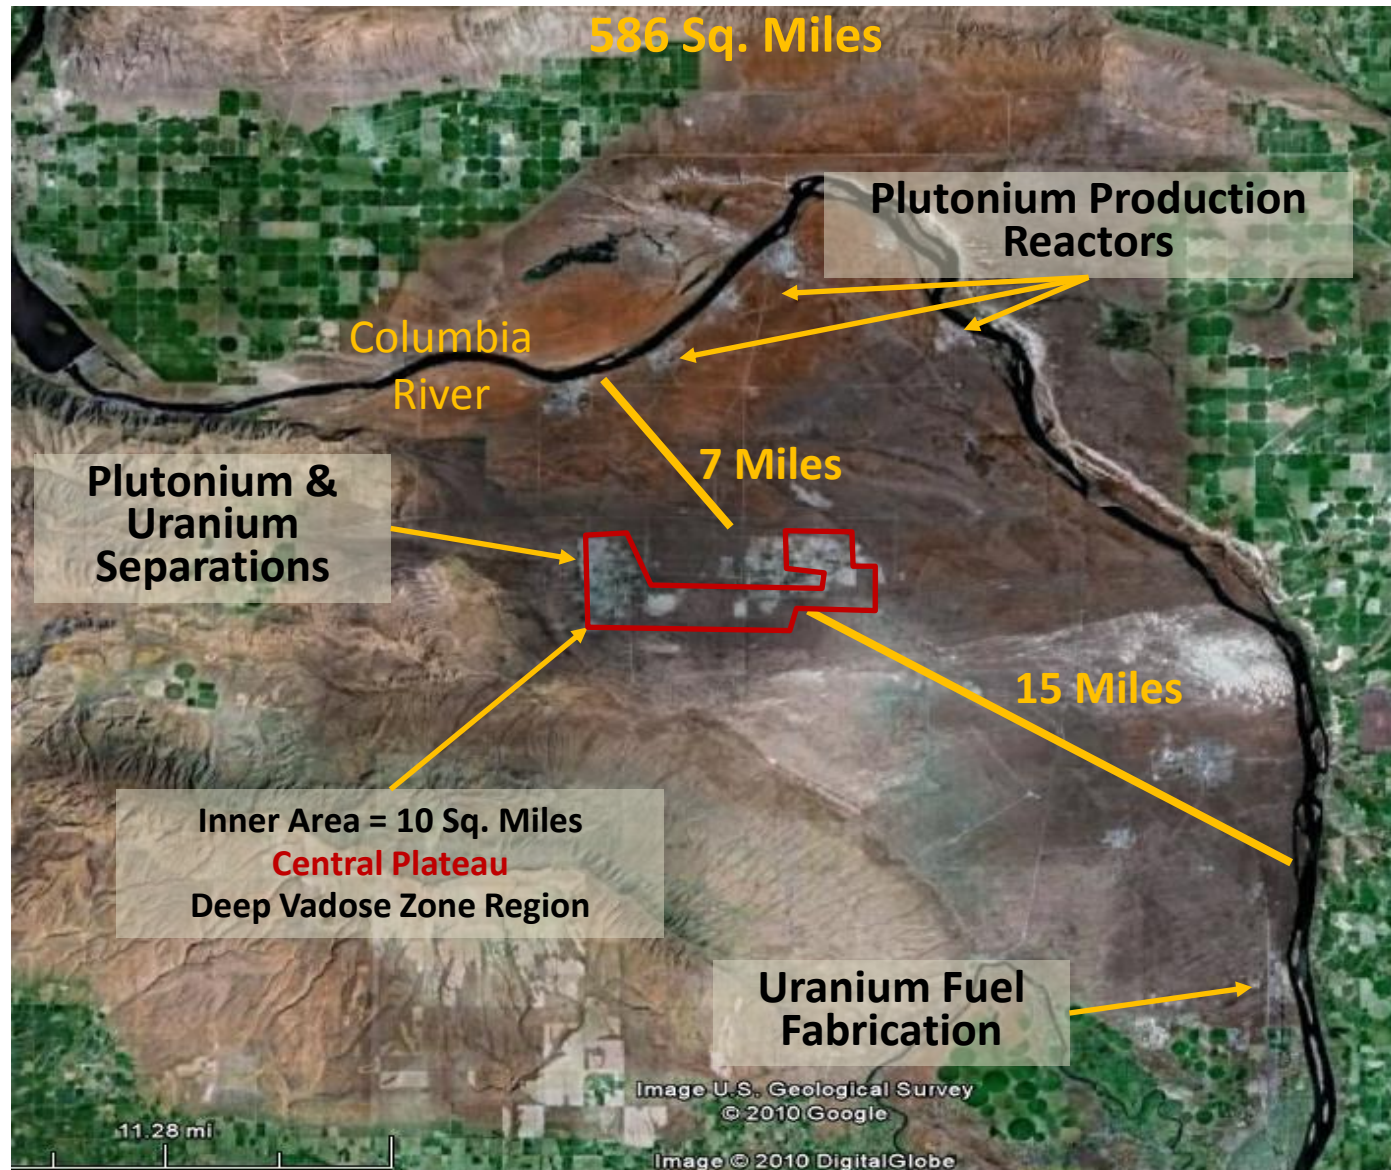 586 Sq. Miles
Plutonium Production
Reactors
Columbia
River
7 Miles
Plutonium &
Uranium
Separations
15 Miles
Inner Area = 10 Sq. Miles
Central Plateau
Deep Vadose Zone Region
Uranium Fuel
Fabrication
Image U.S. Geological Survey
© 2010 Google
11.28 mi
Image © 2010 DigitalGlobe